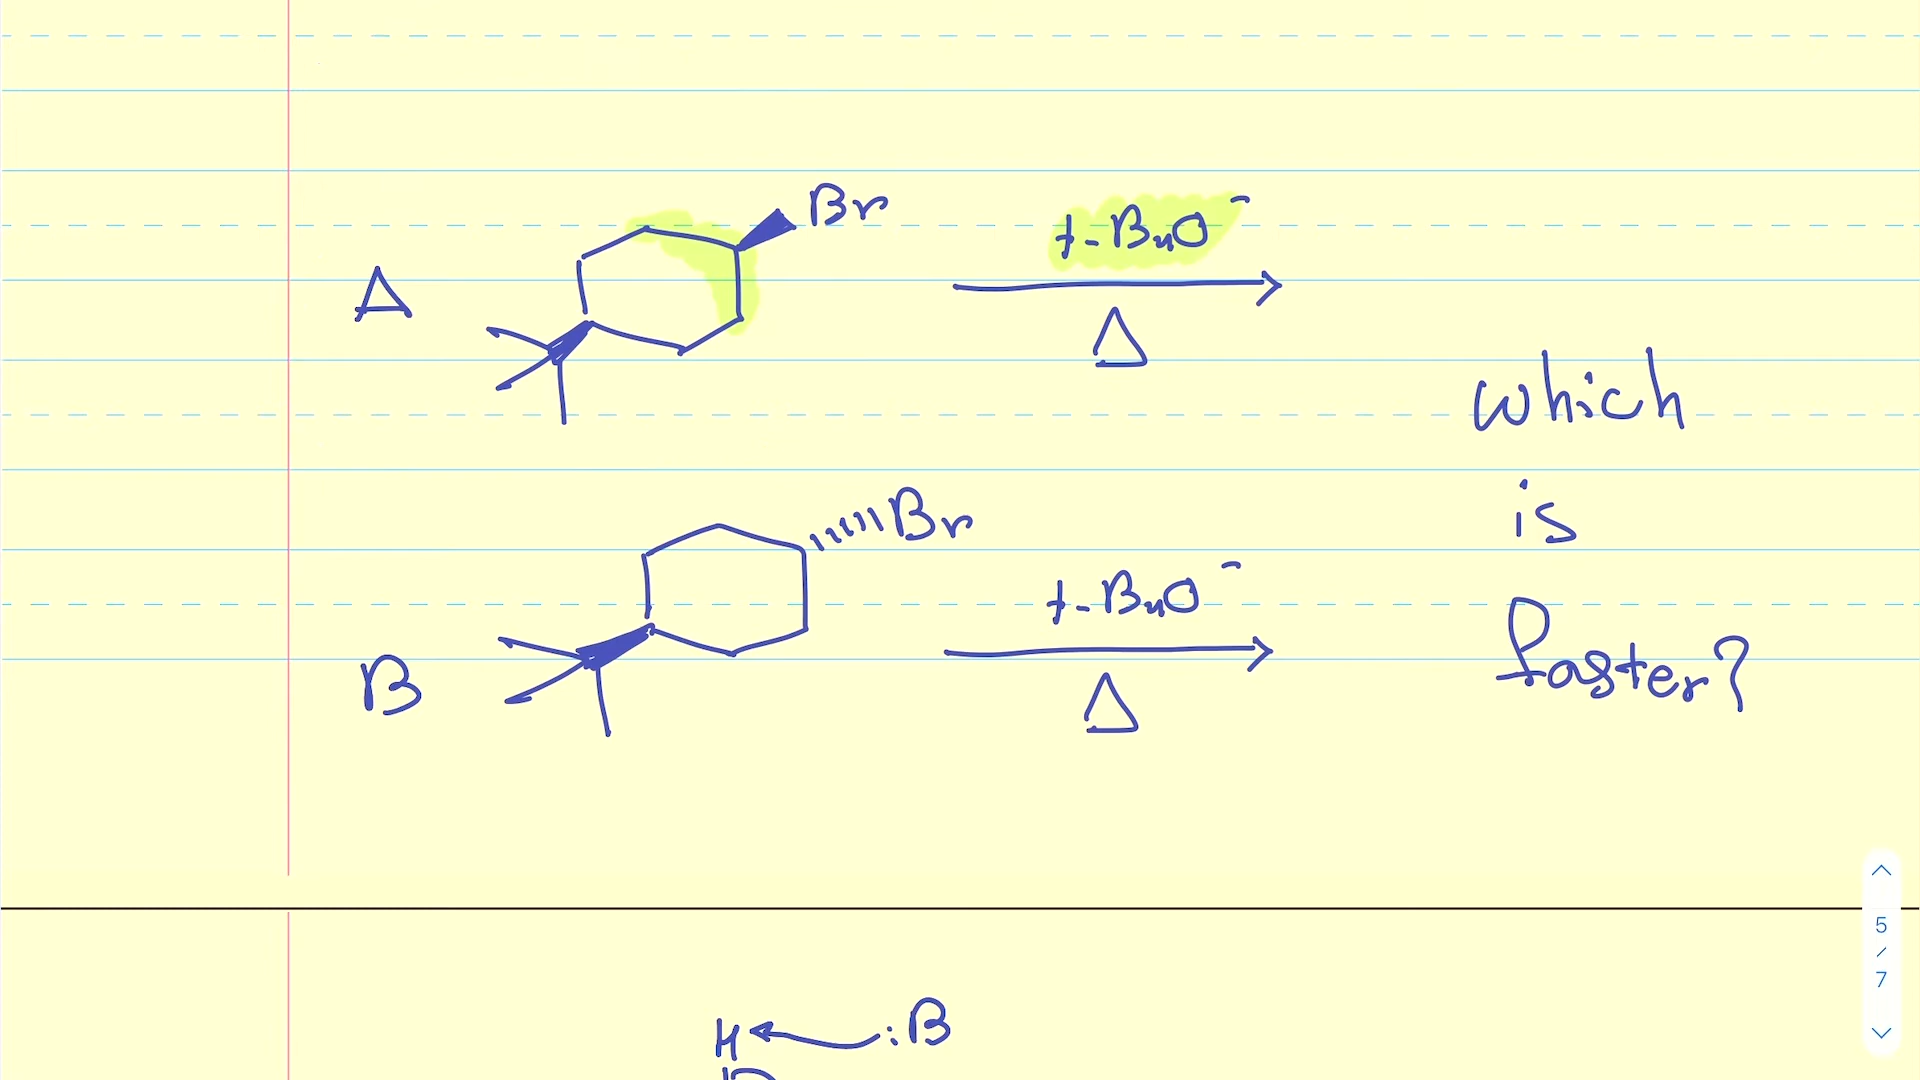 Br
t-BuO⁻
A
Δ
which
is
faster?
Br
t-BuO⁻
B
Δ
5
/
7
H :B